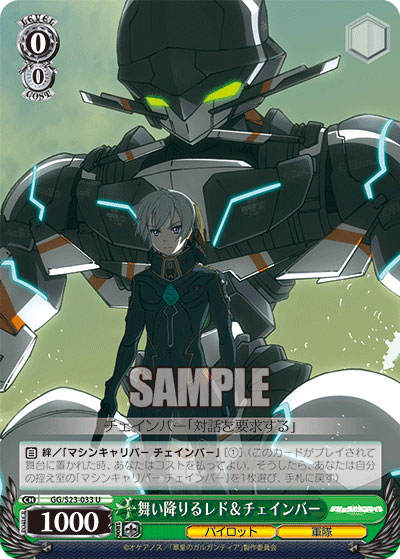 LEVEL
0
0
COST
SAMPLE
チェインバー「対話を要求する」
絆／「マシンキャリバー チェインバー」[①]（このカードがプレイされて
舞台に置かれた時、あなたはコストを払ってよい。そうしたら、あなたは自分
の控え室の「マシンキャリバー チェインバー」を1枚選び、手札に戻す）
CH GG/S23-033 U
1000
舞い降りるレド＆チェインバー
パイロット
軍隊
©オケアノス／「翠星のガルガンティア」製作委員会